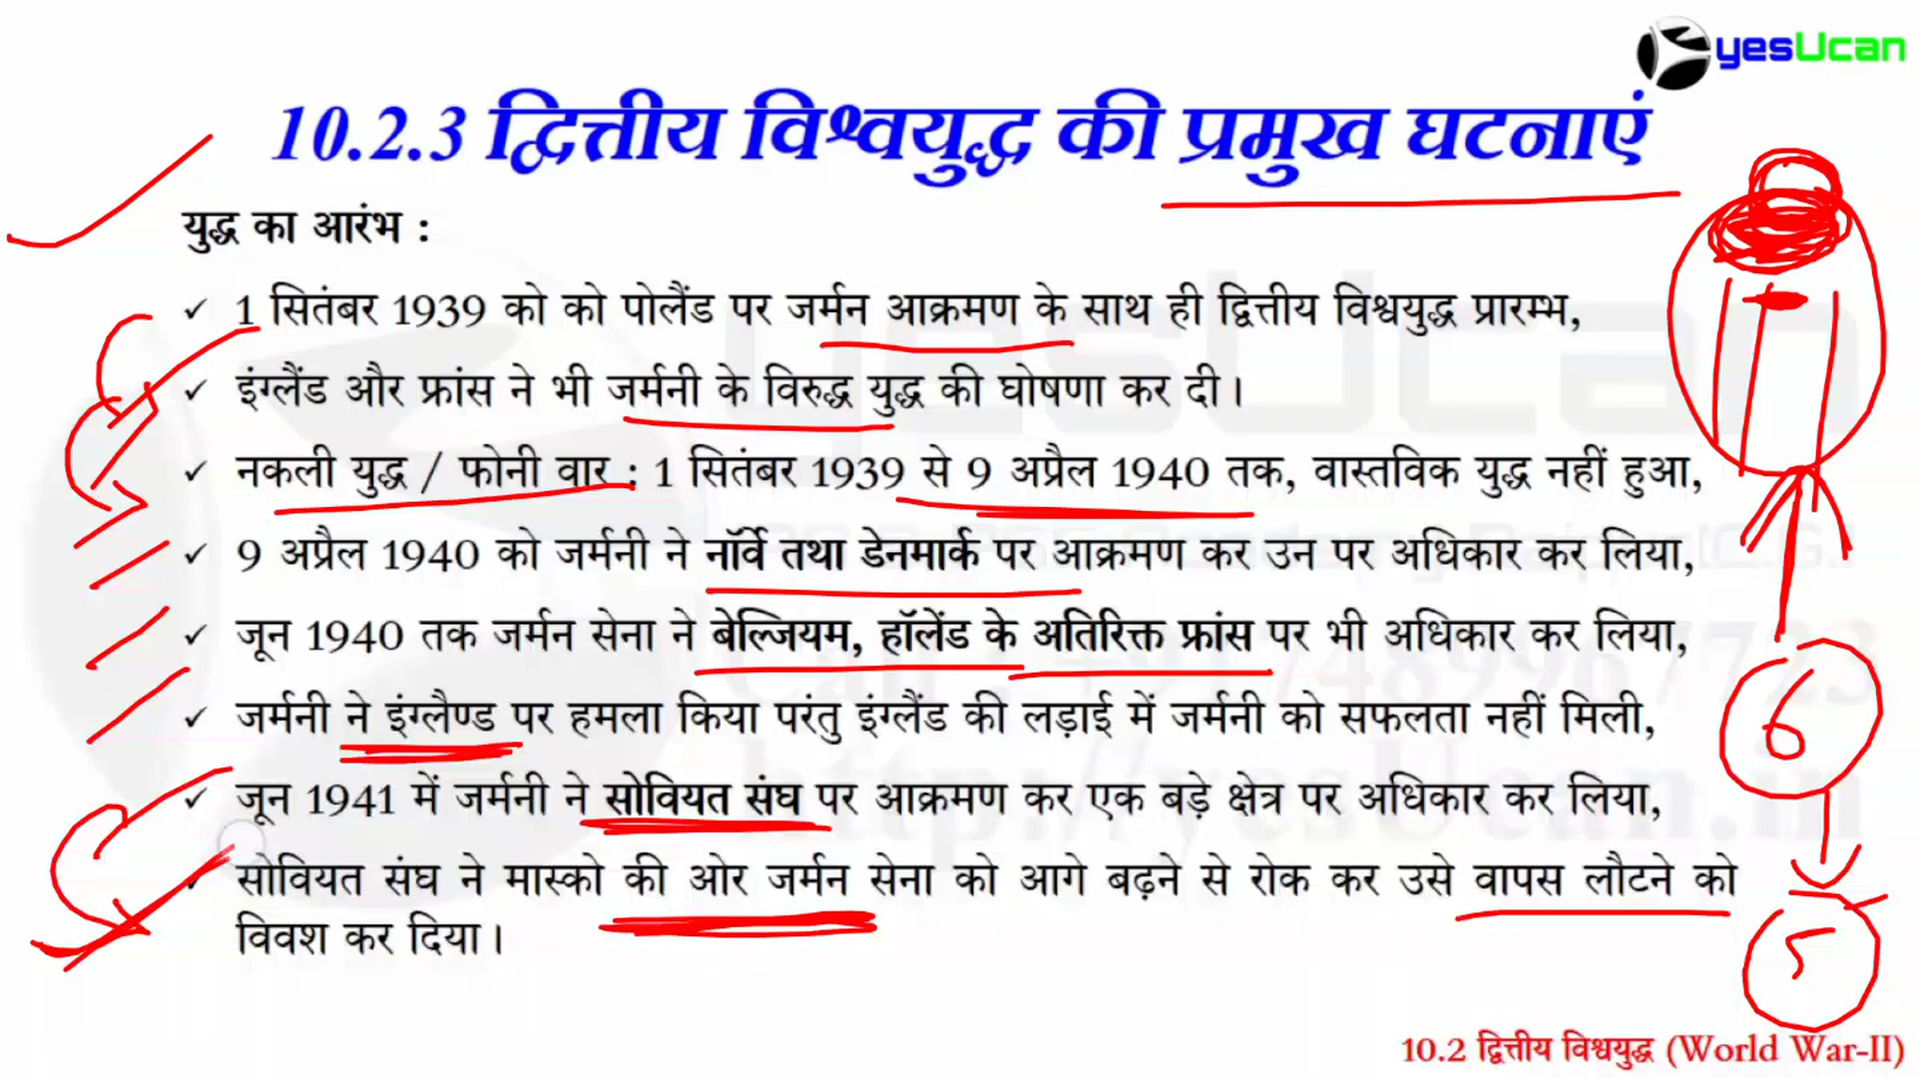 yesUcan
10.2.3 द्वित्तीय विश्वयुद्ध की प्रमुख घटनाएं
युद्ध का आरंभ :
✓ 1 सितंबर 1939 को को पोलैंड पर जर्मन आक्रमण के साथ ही द्वित्तीय विश्वयुद्ध प्रारम्भ,
✓ इंग्लैंड और फ्रांस ने भी जर्मनी के विरुद्ध युद्ध की घोषणा कर दी।
✓ नकली युद्ध / फोनी वार : 1 सितंबर 1939 से 9 अप्रैल 1940 तक, वास्तविक युद्ध नहीं हुआ,
✓ 9 अप्रैल 1940 को जर्मनी ने नॉर्वे तथा डेनमार्क पर आक्रमण कर उन पर अधिकार कर लिया,
✓ जून 1940 तक जर्मन सेना ने बेल्जियम, हॉलेंड के अतिरिक्त फ्रांस पर भी अधिकार कर लिया,
✓ जर्मनी ने इंग्लैण्ड पर हमला किया परंतु इंग्लैंड की लड़ाई में जर्मनी को सफलता नहीं मिली,
6
✓ जून 1941 में जर्मनी ने सोवियत संघ पर आक्रमण कर एक बड़े क्षेत्र पर अधिकार कर लिया,
✓ सोवियत संघ ने मास्को की ओर जर्मन सेना को आगे बढ़ने से रोक कर उसे वापस लौटने को
विवश कर दिया।
10.2 द्वित्तीय विश्वयुद्ध (World War-II)